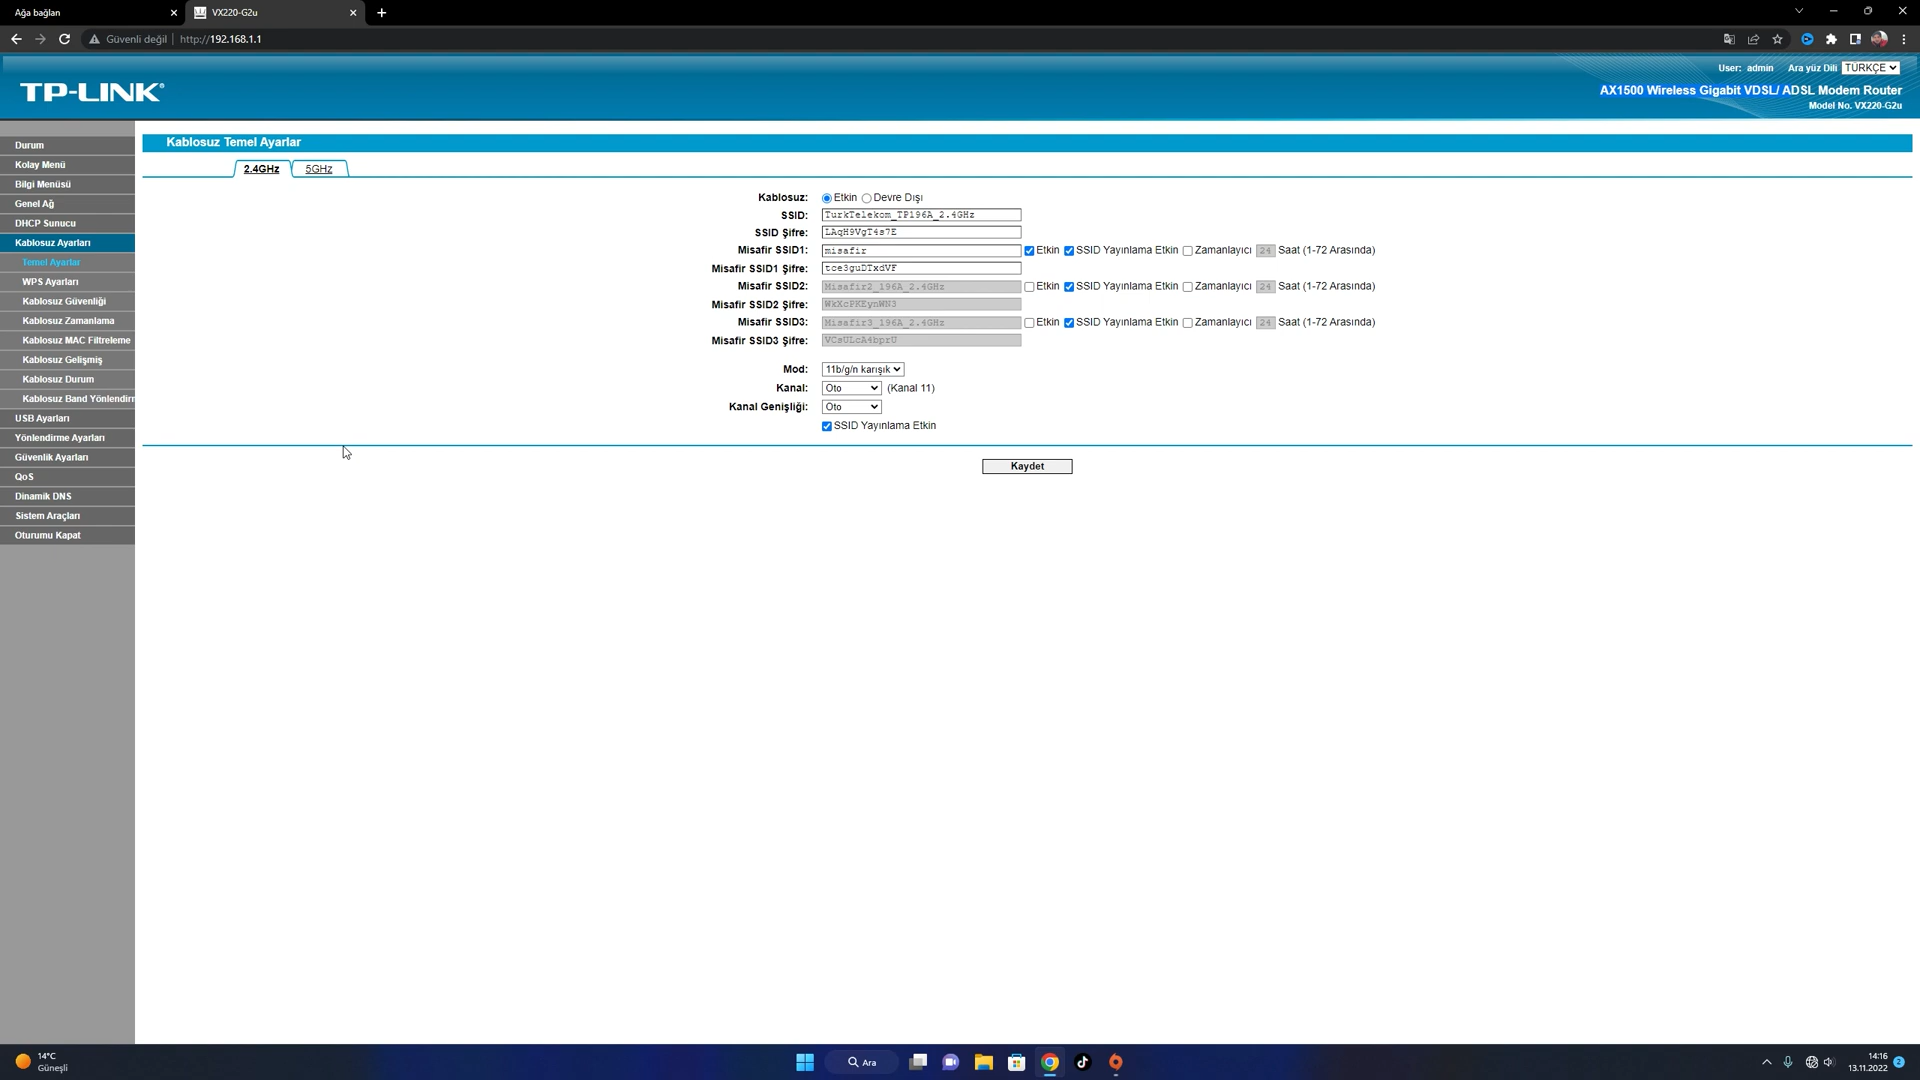 Ağa bağlan
VX220-G2u
Güvenli değil
http://192.168.1.1
User: admin Ara yüz Dili TÜRKÇE
TP-LINK®
AX1500 Wireless Gigabit VDSL/ ADSL Modem Router
Model No. VX220-G2u
Durum
Kolay Menü
Bilgi Menüsü
Genel Ağ
DHCP Sunucu
Kablosuz Ayarları
Temel Ayarlar
WPS Ayarları
Kablosuz Güvenliği
Kablosuz Zamanlama
Kablosuz MAC Filtreleme
Kablosuz Gelişmiş
Kablosuz Durum
Kablosuz Band Yönlendirm
USB Ayarları
Yönlendirme Ayarları
Güvenlik Ayarları
QoS
Dinamik DNS
Sistem Araçları
Oturumu Kapat
Kablosuz Temel Ayarlar
2.4GHz 5GHz
Kablosuz: Etkin Devre Dışı
SSID: TurkTelekom_TP196A_2.4GHz
SSID Şifre: LAqH9VgT4s7E
Misafir SSID1: misafir Etkin SSID Yayınlama Etkin Zamanlayıcı 24 Saat (1-72 Arasında)
Misafir SSID1 Şifre: tce3guDTxdVF
Misafir SSID2: Misafir2_196A_2.4GHz Etkin SSID Yayınlama Etkin Zamanlayıcı 24 Saat (1-72 Arasında)
Misafir SSID2 Şifre: WkXcPKEynWN3
Misafir SSID3: Misafir3_196A_2.4GHz Etkin SSID Yayınlama Etkin Zamanlayıcı 24 Saat (1-72 Arasında)
Misafir SSID3 Şifre: VCsULcA4bprU
Mod: 11b/g/n karışık
Kanal: Oto (Kanal 11)
Kanal Genişliği: Oto
SSID Yayınlama Etkin
Kaydet
14°C
Güneşli
Ara
14:16
13.11.2022
2